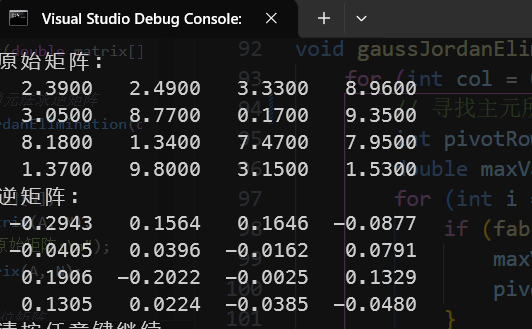 Visual Studio Debug Console:
原始矩阵:
2.3900 2.4900 3.3300 8.9600
3.0500 8.7700 0.1700 9.3500
8.1800 1.3400 7.4700 7.9500
1.3700 9.8000 3.1500 1.5300
逆矩阵:
-0.2943 0.1564 0.1646 -0.0877
-0.0405 0.0396 -0.0162 0.0791
0.1906 -0.2022 -0.0025 0.1329
0.1305 0.0224 -0.0385 -0.0480
请按任意键继续
92 void gaussJordanEli
93 for (int col =
// 寻找主元所
int pivotRo
double maxVa
97 for (int i
if (fab
maxV
pivo
101 }